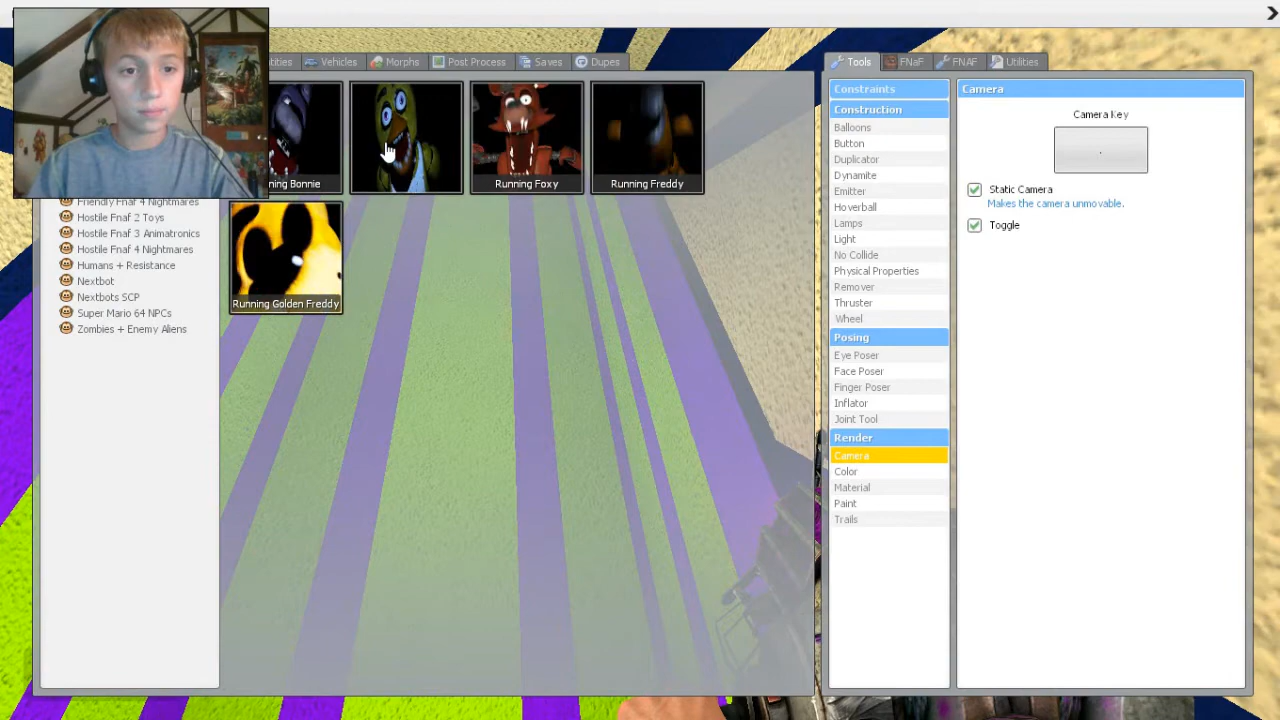 tities
Vehicles
Morphs
Post Process
Saves
Dupes
ning Bonnie
Running Foxy
Running Freddy
Running Golden Freddy
Friendly Fnaf 4 Nightmares
Hostile Fnaf 2 Toys
Hostile Fnaf 3 Animatronics
Hostile Fnaf 4 Nightmares
Humans + Resistance
Nextbot
Nextbots SCP
Super Mario 64 NPCs
Zombies + Enemy Aliens
Tools
FNaF
FNAF
Utilities
Constraints
Construction
Balloons
Button
Duplicator
Dynamite
Emitter
Hoverball
Lamps
Light
No Collide
Physical Properties
Remover
Thruster
Wheel
Posing
Eye Poser
Face Poser
Finger Poser
Inflator
Joint Tool
Render
Camera
Color
Material
Paint
Trails
Camera
Camera Key
.
Static Camera
Makes the camera unmovable.
Toggle